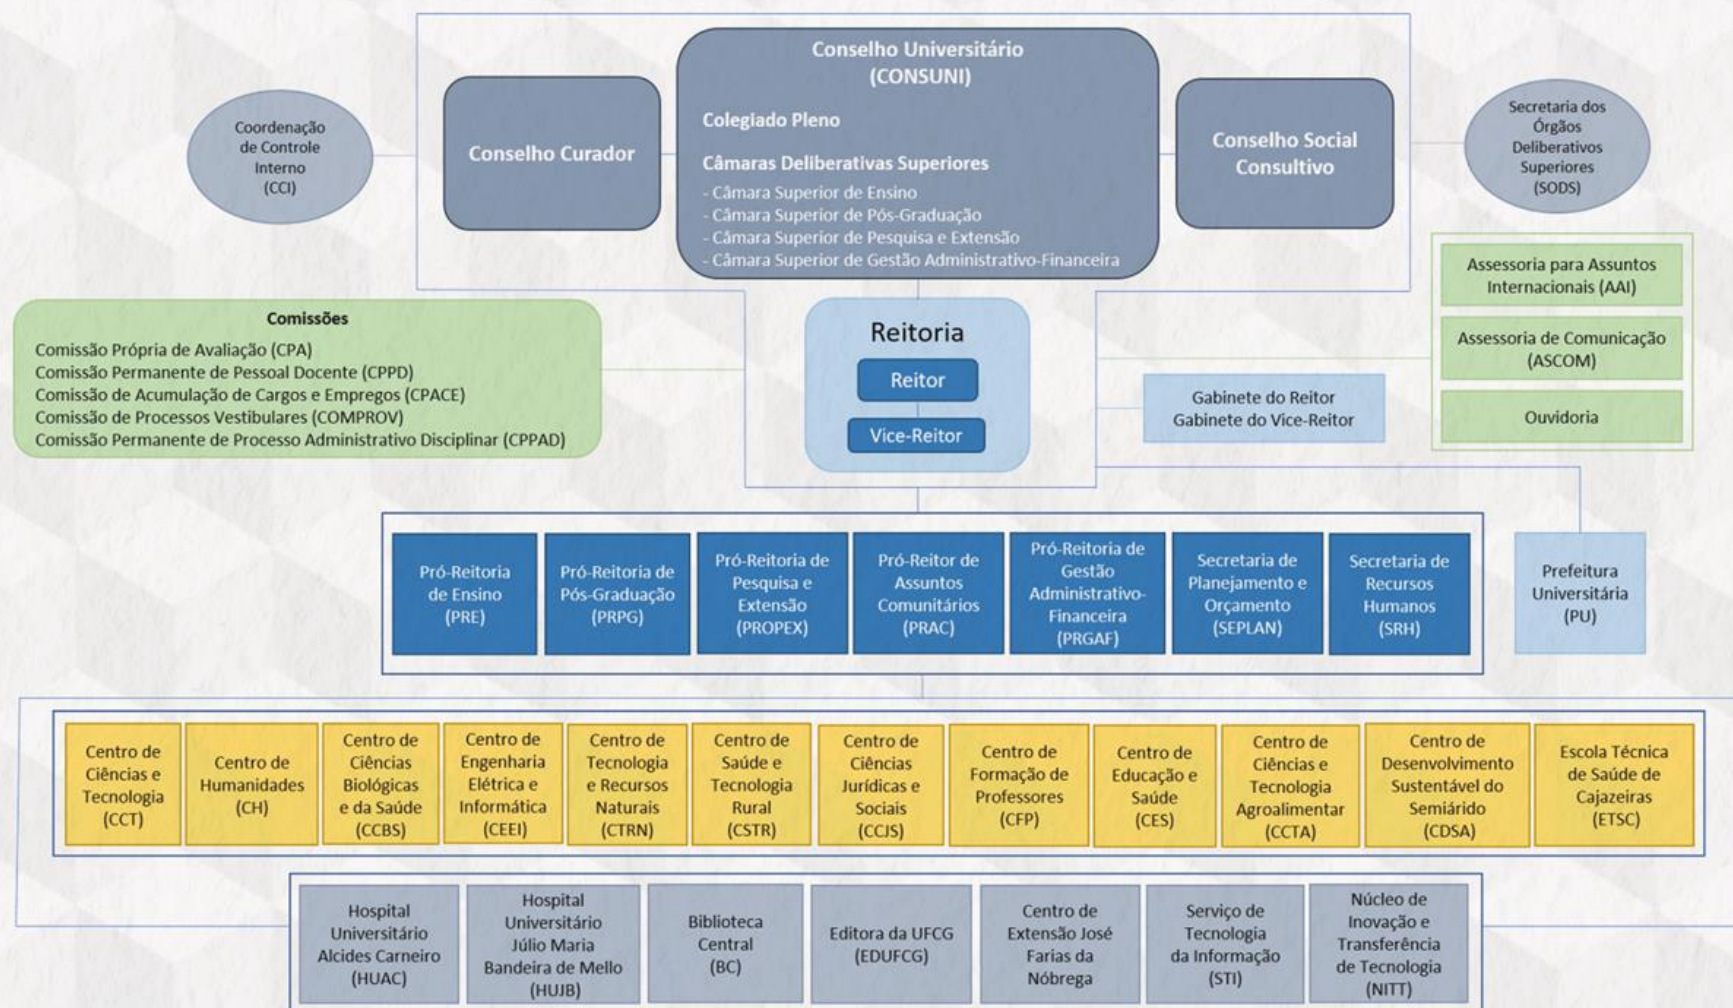 Conselho Universitário
(CONSUNI)
Colegiado Pleno
Câmaras Deliberativas Superiores
- Câmara Superior de Ensino
- Câmara Superior de Pós-Graduação
- Câmara Superior de Pesquisa e Extensão
- Câmara Superior de Gestão Administrativo-Financeira
Coordenação
de Controle
Interno
(CCI)
Conselho Curador
Conselho Social
Consultivo
Secretaria dos
Órgãos
Deliberativos
Superiores
(SODS)
Comissões
Comissão Própria de Avaliação (CPA)
Comissão Permanente de Pessoal Docente (CPPD)
Comissão de Acumulação de Cargos e Empregos (CPACE)
Comissão de Processos Vestibulares (COMPROV)
Comissão Permanente de Processo Administrativo Disciplinar (CPPAD)
Reitoria
Reitor
Vice-Reitor
Gabinete do Reitor
Gabinete do Vice-Reitor
Assessoria para Assuntos
Internacionais (AAI)
Assessoria de Comunicação
(ASCOM)
Ouvidoria
Pró-Reitoria
de Ensino
(PRE)
Pró-Reitoria de
Pós-Graduação
(PRPG)
Pró-Reitoria de
Pesquisa e
Extensão
(PROPEX)
Pró-Reitor de
Assuntos
Comunitários
(PRAC)
Pró-Reitoria de
Gestão
Administrativo-
Financeira
(PRGAF)
Secretaria de
Planejamento e
Orçamento
(SEPLAN)
Secretaria de
Recursos
Humanos
(SRH)
Prefeitura
Universitária
(PU)
Centro de
Ciências e
Tecnologia
(CCT)
Centro de
Humanidades
(CH)
Centro de
Ciências
Biológicas
e da Saúde
(CCBS)
Centro de
Engenharia
Elétrica e
Informática
(CEEI)
Centro de
Tecnologia
e Recursos
Naturais
(CTRN)
Centro de
Saúde e
Tecnologia
Rural
(CSTR)
Centro de
Ciências
Jurídicas e
Sociais
(CCJS)
Centro de
Formação de
Professores
(CFP)
Centro de
Educação e
Saúde
(CES)
Centro de
Ciências e
Tecnologia
Agroalimentar
(CCTA)
Centro de
Desenvolvimento
Sustentável do
Semiárido
(CDSA)
Escola Técnica
de Saúde de
Cajazeiras
(ETSC)
Hospital
Universitário
Alcides Carneiro
(HUAC)
Hospital
Universitário
Júlio Maria
Bandeira de Mello
(HUJB)
Biblioteca
Central
(BC)
Editora da UFCG
(EDUFCG)
Centro de
Extensão José
Farias da
Nóbrega
Serviço de
Tecnologia
da Informação
(STI)
Núcleo de
Inovação e
Transferência
de Tecnologia
(NITT)